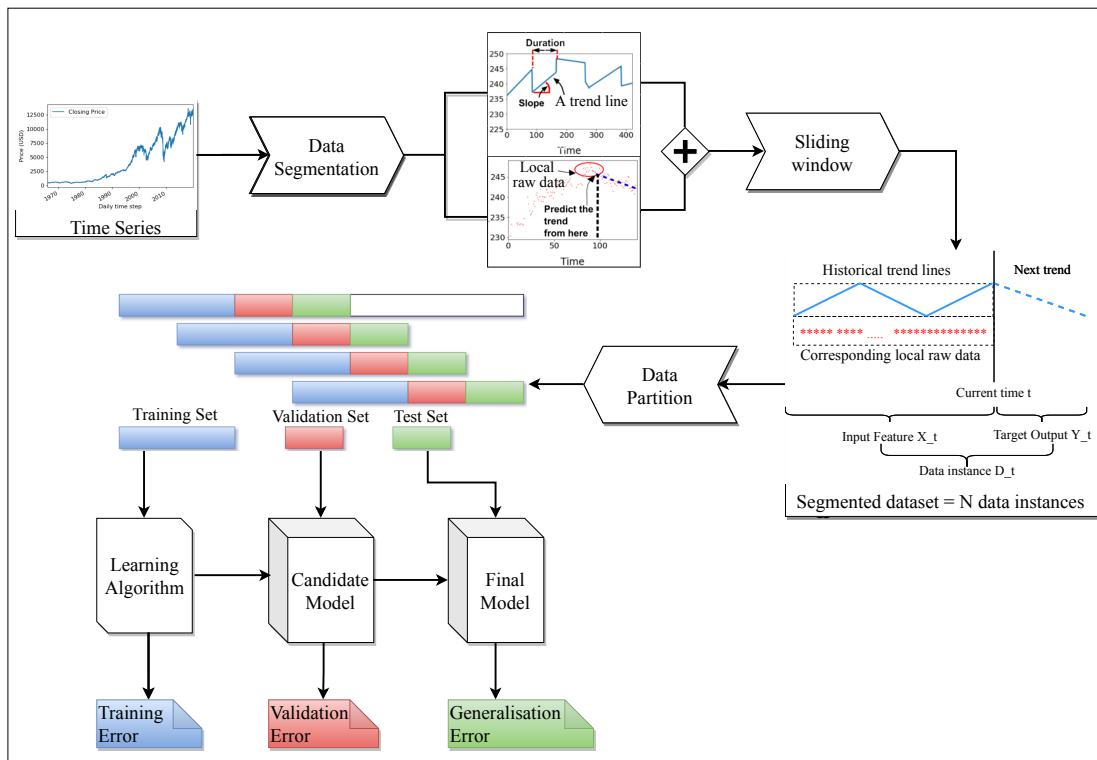 Closing Price
Price (USD)
12500
10000
7500
5000
2500
0
1970
1980
1990
2000
2010
Daily time step
Time Series
Data
Segmentation
Duration
250
245
240
235
230
225
Slope
A trend line
0
100
200
300
400
Time
Local
raw data
245
240
235
230
Predict the
trend
from here
0
50
100
Time
Sliding
window
Historical trend lines
Next trend
***** **** ..... **************
Corresponding local raw data
Current time t
Input Feature X_t
Target Output Y_t
Data instance D_t
Segmented dataset = N data instances
Data
Partition
Training Set
Validation Set
Test Set
Learning
Algorithm
Candidate
Model
Final
Model
Training
Error
Validation
Error
Generalisation
Error